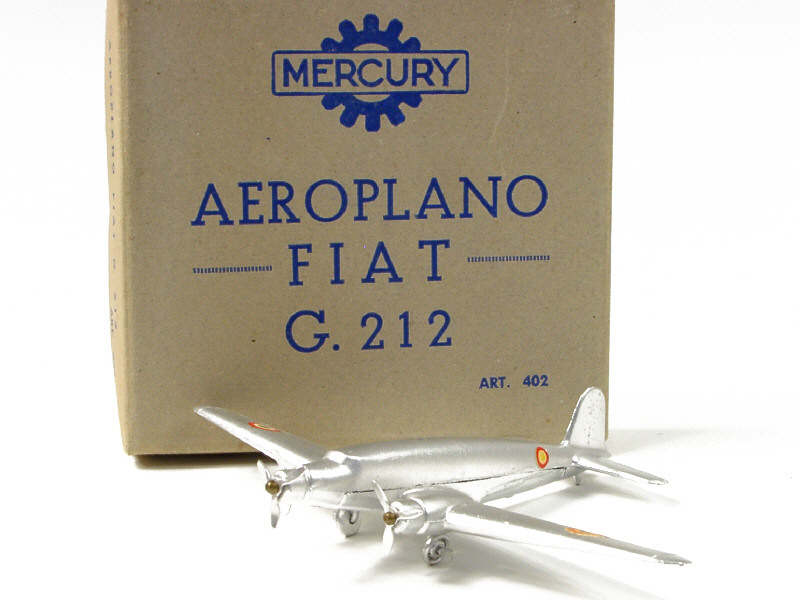 MERCURY
AEROPLANO
FIAT
G. 212
ART. 402